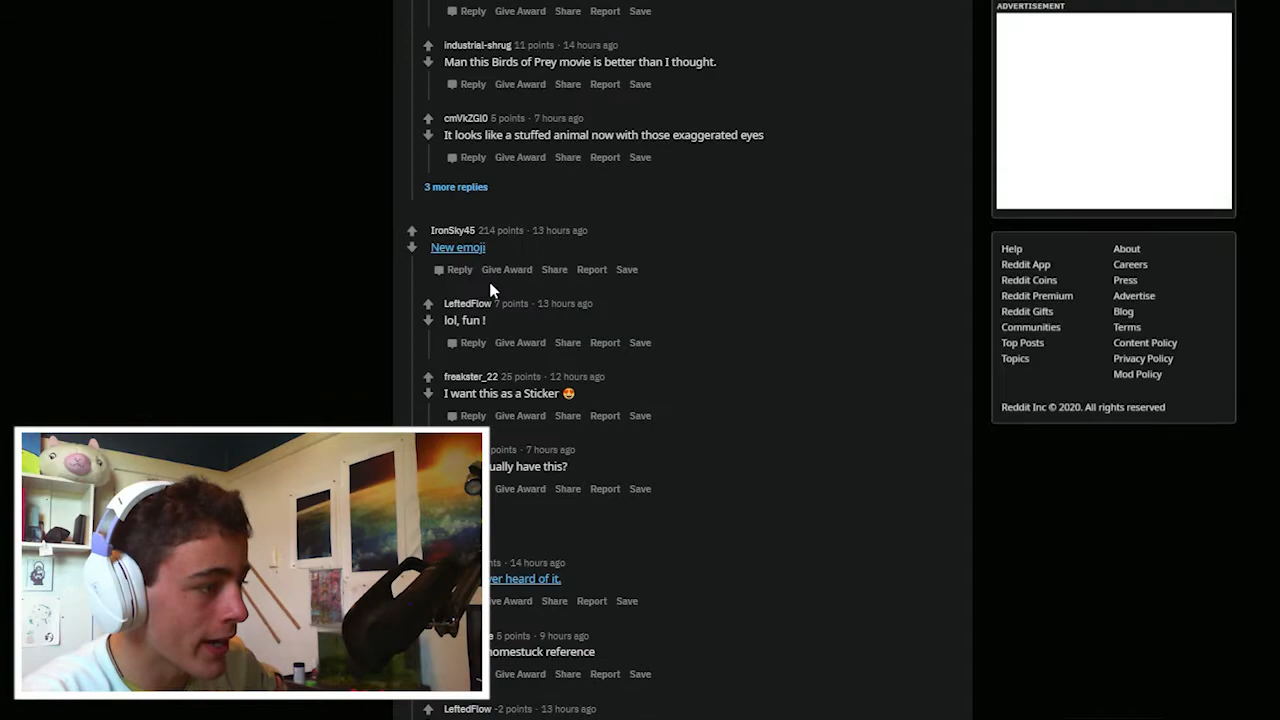 Reply Give Award Share Report Save
industrial-shrug 11 points · 14 hours ago
Man this Birds of Prey movie is better than I thought.
Reply Give Award Share Report Save
cmVkZGl0 5 points · 7 hours ago
It looks like a stuffed animal now with those exaggerated eyes
Reply Give Award Share Report Save
3 more replies
IronSky45 214 points · 13 hours ago
New emoji
Reply Give Award Share Report Save
LeftedFlow 7 points · 13 hours ago
lol, fun !
Reply Give Award Share Report Save
freakster_22 25 points · 12 hours ago
I want this as a Sticker 😍
Reply Give Award Share Report Save
points · 7 hours ago
have this?
Give Award Share Report Save
14 hours ago
heard of it.
Award Share Report Save
5 points · 9 hours ago
homestuck reference
Give Award Share Report Save
LeftedFlow -2 points · 13 hours ago
ADVERTISEMENT
Help About
Reddit App Careers
Reddit Coins Press
Reddit Premium Advertise
Reddit Gifts Blog
Communities Terms
Top Posts Content Policy
Topics Privacy Policy
Mod Policy
Reddit Inc © 2020. All rights reserved